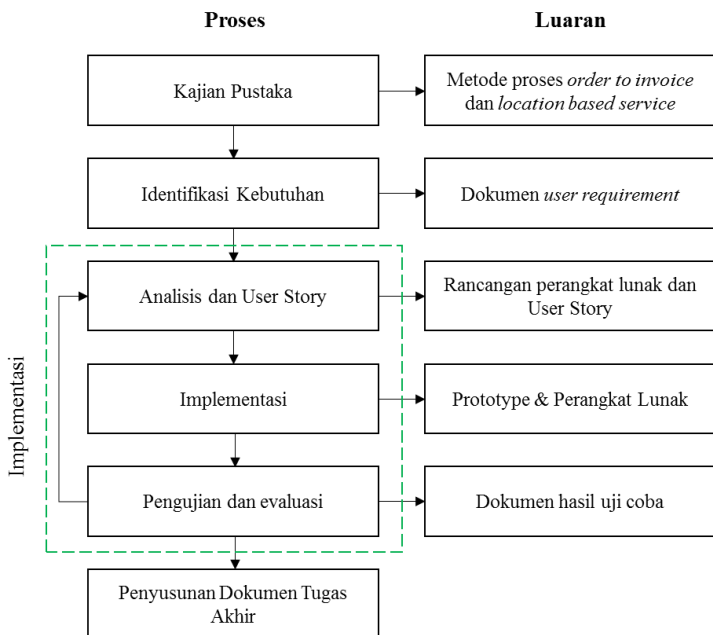 Proses
Luaran
Kajian Pustaka
Metode proses order to invoice
dan location based service
Identifikasi Kebutuhan
Dokumen user requirement
Implementasi
Analisis dan User Story
Rancangan perangkat lunak dan
User Story
Implementasi
Prototype & Perangkat Lunak
Pengujian dan evaluasi
Dokumen hasil uji coba
Penyusunan Dokumen Tugas
Akhir